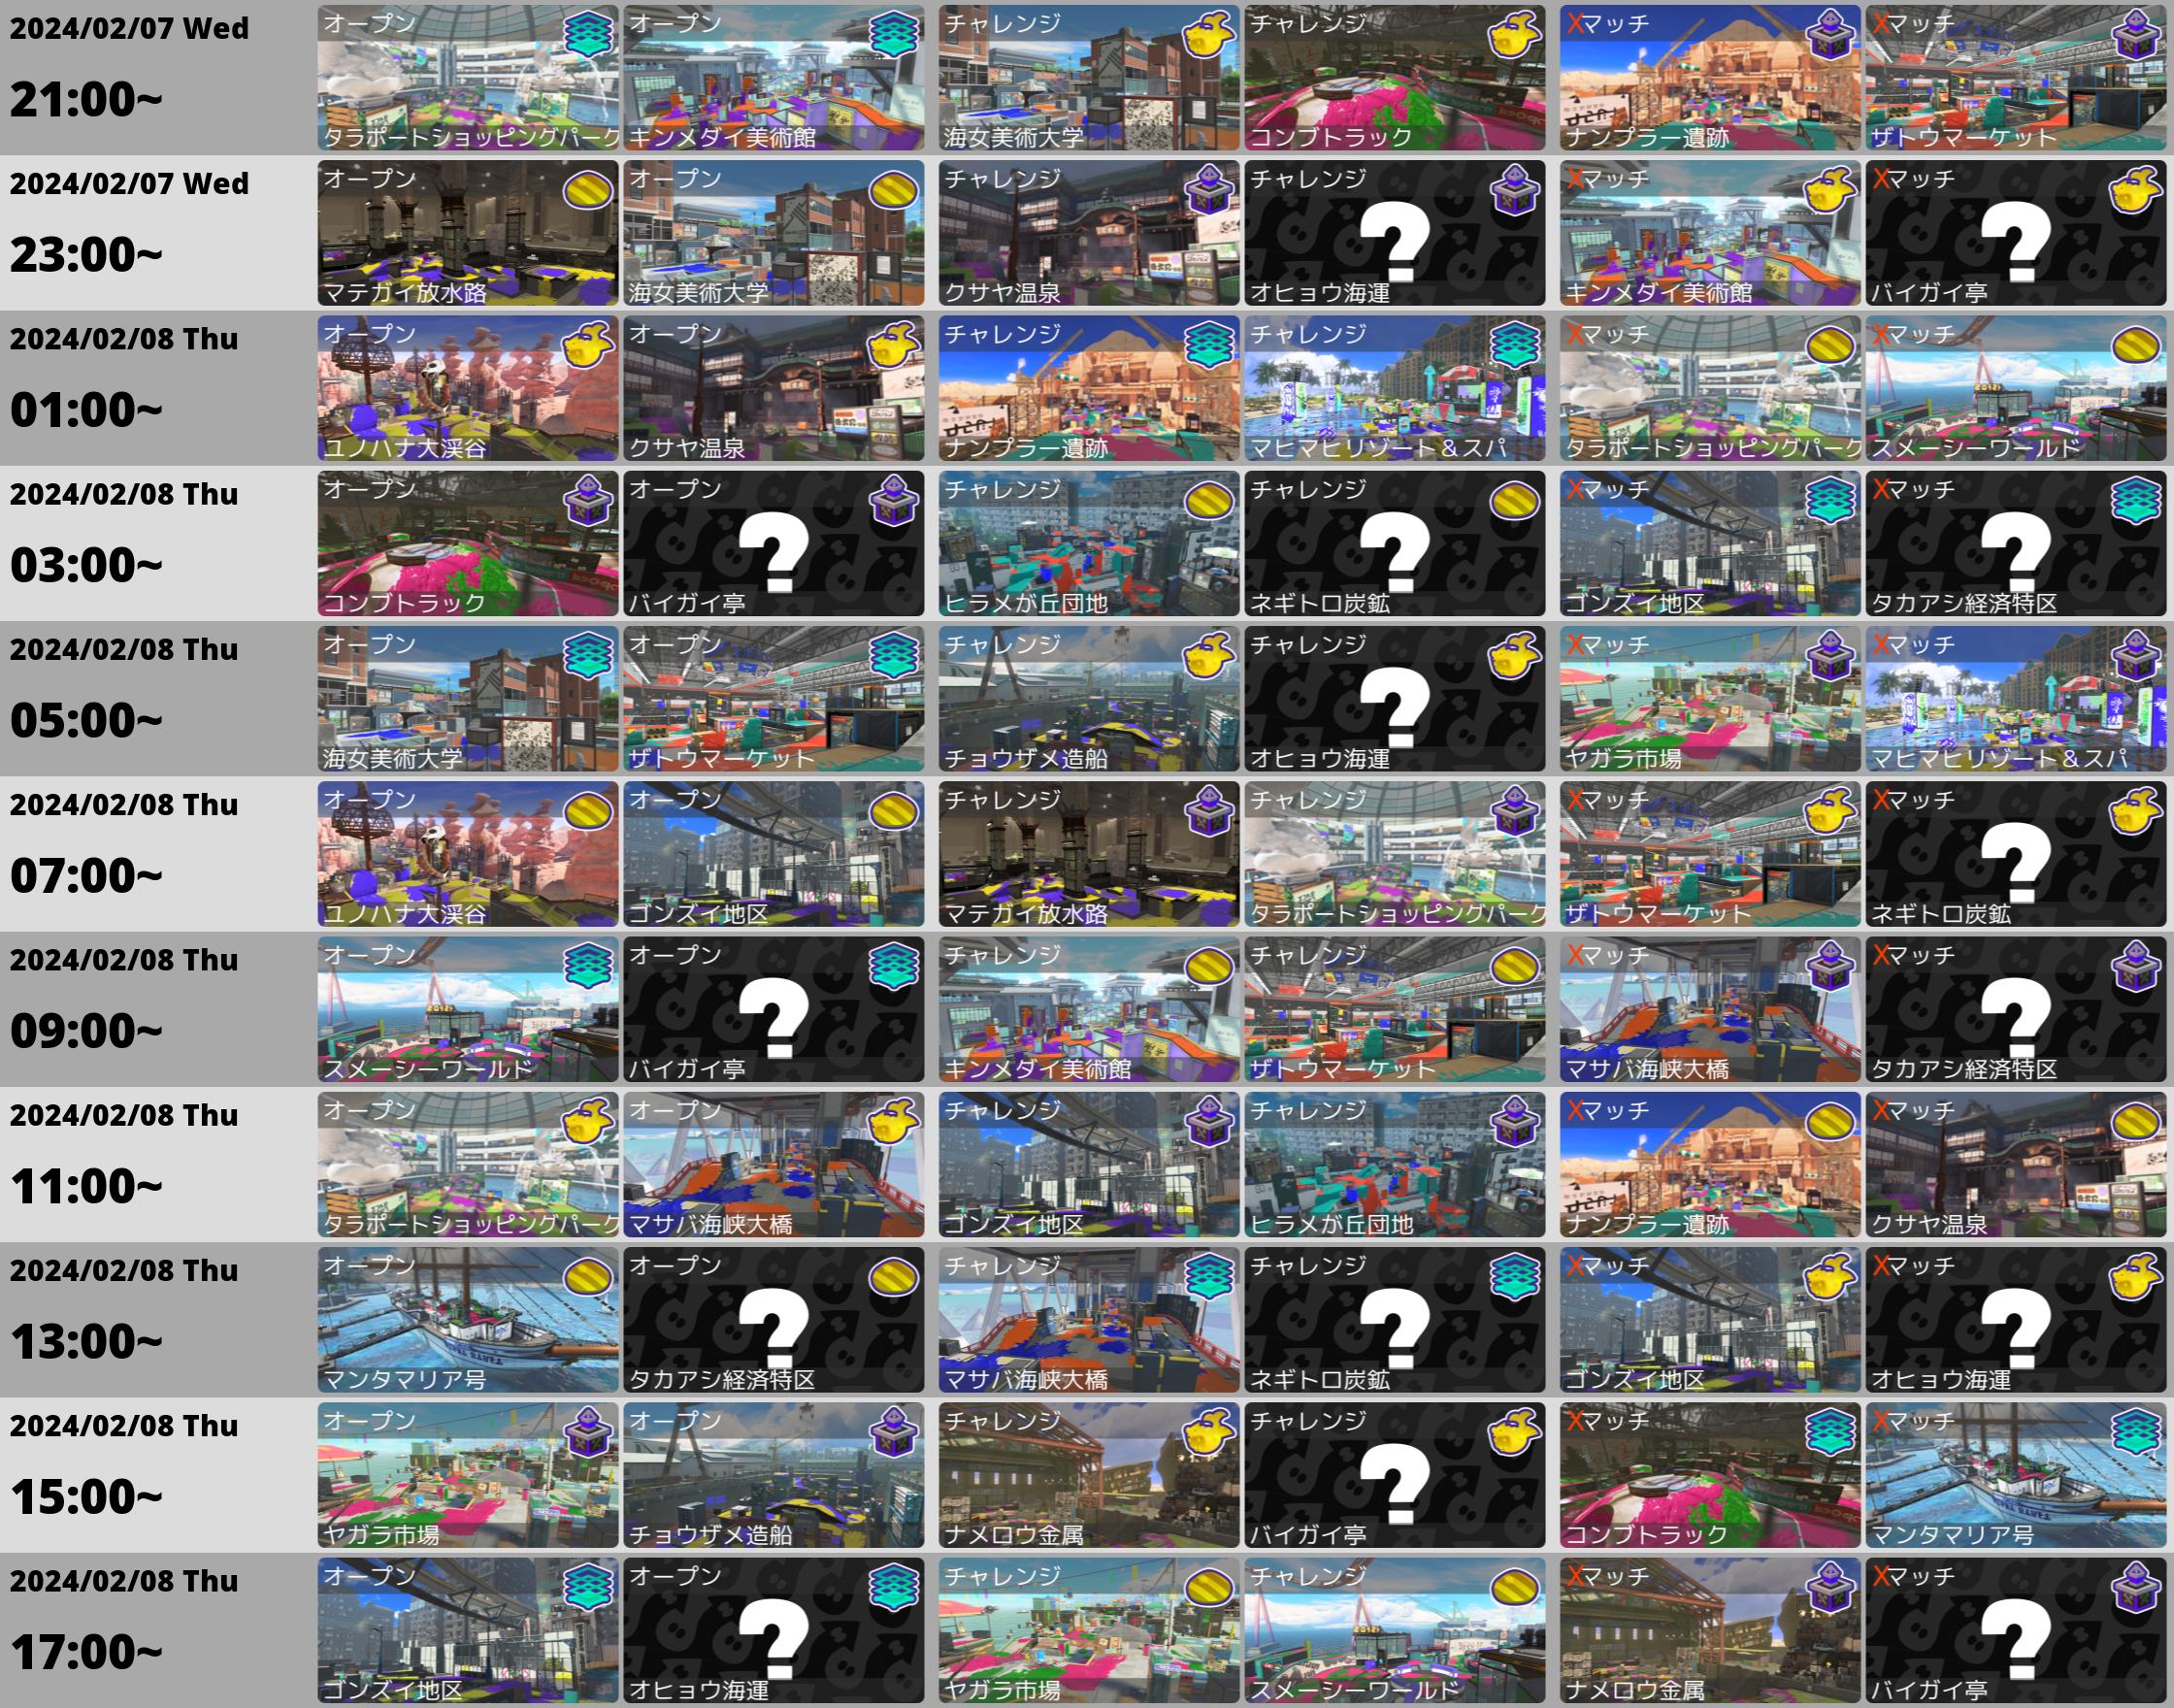 2024/02/07 Wed
21:00~
オープン
タラポートショッピングパーク
オープン
キンメダイ美術館
チャレンジ
海女美術大学
チャレンジ
コンブトラック
Xマッチ
ナンプラー遺跡
Xマッチ
ザトウマーケット
2024/02/07 Wed
23:00~
オープン
マテガイ放水路
オープン
海女美術大学
チャレンジ
クサヤ温泉
チャレンジ
オヒョウ海運
Xマッチ
キンメダイ美術館
Xマッチ
バイガイ亭
2024/02/08 Thu
01:00~
オープン
ユノハナ大渓谷
オープン
クサヤ温泉
チャレンジ
ナンプラー遺跡
チャレンジ
マヒマヒリゾート&スパ
Xマッチ
タラポートショッピングパーク
Xマッチ
スメーシーワールド
2024/02/08 Thu
03:00~
オープン
コンブトラック
オープン
バイガイ亭
チャレンジ
ヒラメが丘団地
チャレンジ
ネギトロ炭鉱
Xマッチ
ゴンズイ地区
Xマッチ
タカアシ経済特区
2024/02/08 Thu
05:00~
オープン
海女美術大学
オープン
ザトウマーケット
チャレンジ
チョウザメ造船
チャレンジ
オヒョウ海運
Xマッチ
ヤガラ市場
Xマッチ
マヒマヒリゾート&スパ
2024/02/08 Thu
07:00~
オープン
ユノハナ大渓谷
オープン
ゴンズイ地区
チャレンジ
マテガイ放水路
チャレンジ
タラポートショッピングパーク
Xマッチ
ザトウマーケット
Xマッチ
ネギトロ炭鉱
2024/02/08 Thu
09:00~
オープン
スメーシーワールド
オープン
バイガイ亭
チャレンジ
キンメダイ美術館
チャレンジ
ザトウマーケット
Xマッチ
マサバ海峡大橋
Xマッチ
タカアシ経済特区
2024/02/08 Thu
11:00~
オープン
タラポートショッピングパーク
オープン
マサバ海峡大橋
チャレンジ
ゴンズイ地区
チャレンジ
ヒラメが丘団地
Xマッチ
ナンプラー遺跡
Xマッチ
クサヤ温泉
2024/02/08 Thu
13:00~
オープン
マンタマリア号
オープン
タカアシ経済特区
チャレンジ
マサバ海峡大橋
チャレンジ
ネギトロ炭鉱
Xマッチ
ゴンズイ地区
Xマッチ
オヒョウ海運
2024/02/08 Thu
15:00~
オープン
ヤガラ市場
オープン
チョウザメ造船
チャレンジ
ナメロウ金属
チャレンジ
バイガイ亭
Xマッチ
コンブトラック
Xマッチ
マンタマリア号
2024/02/08 Thu
17:00~
オープン
ゴンズイ地区
オープン
オヒョウ海運
チャレンジ
ヤガラ市場
チャレンジ
スメーシーワールド
Xマッチ
ナメロウ金属
Xマッチ
バイガイ亭